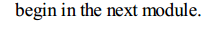 begin in the next module.